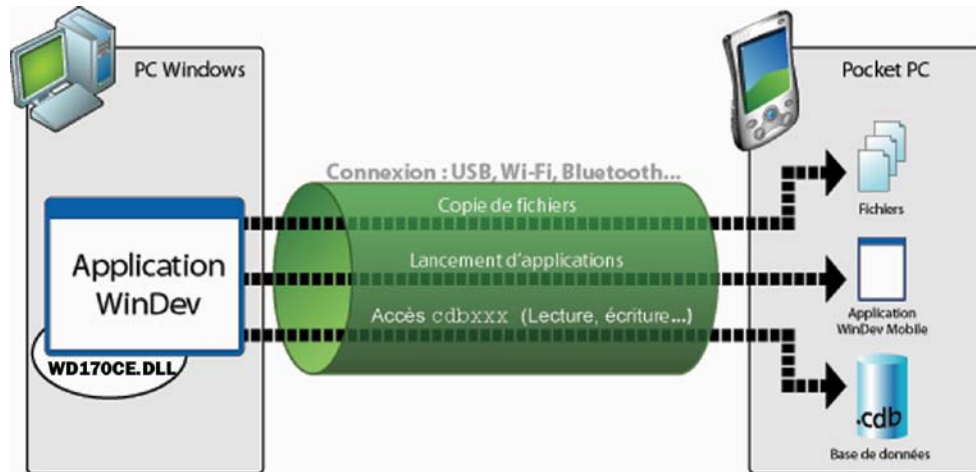 PC Windows
Pocket PC
Connexion : USB, Wi-Fi, Bluetooth...
Copie de fichiers
Fichiers
Application
WinDev
Lancement d'applications
Application
WinDev Mobile
Accès cdbxxx (Lecture, écriture...)
WD170CE.DLL
.cdb
Base de données